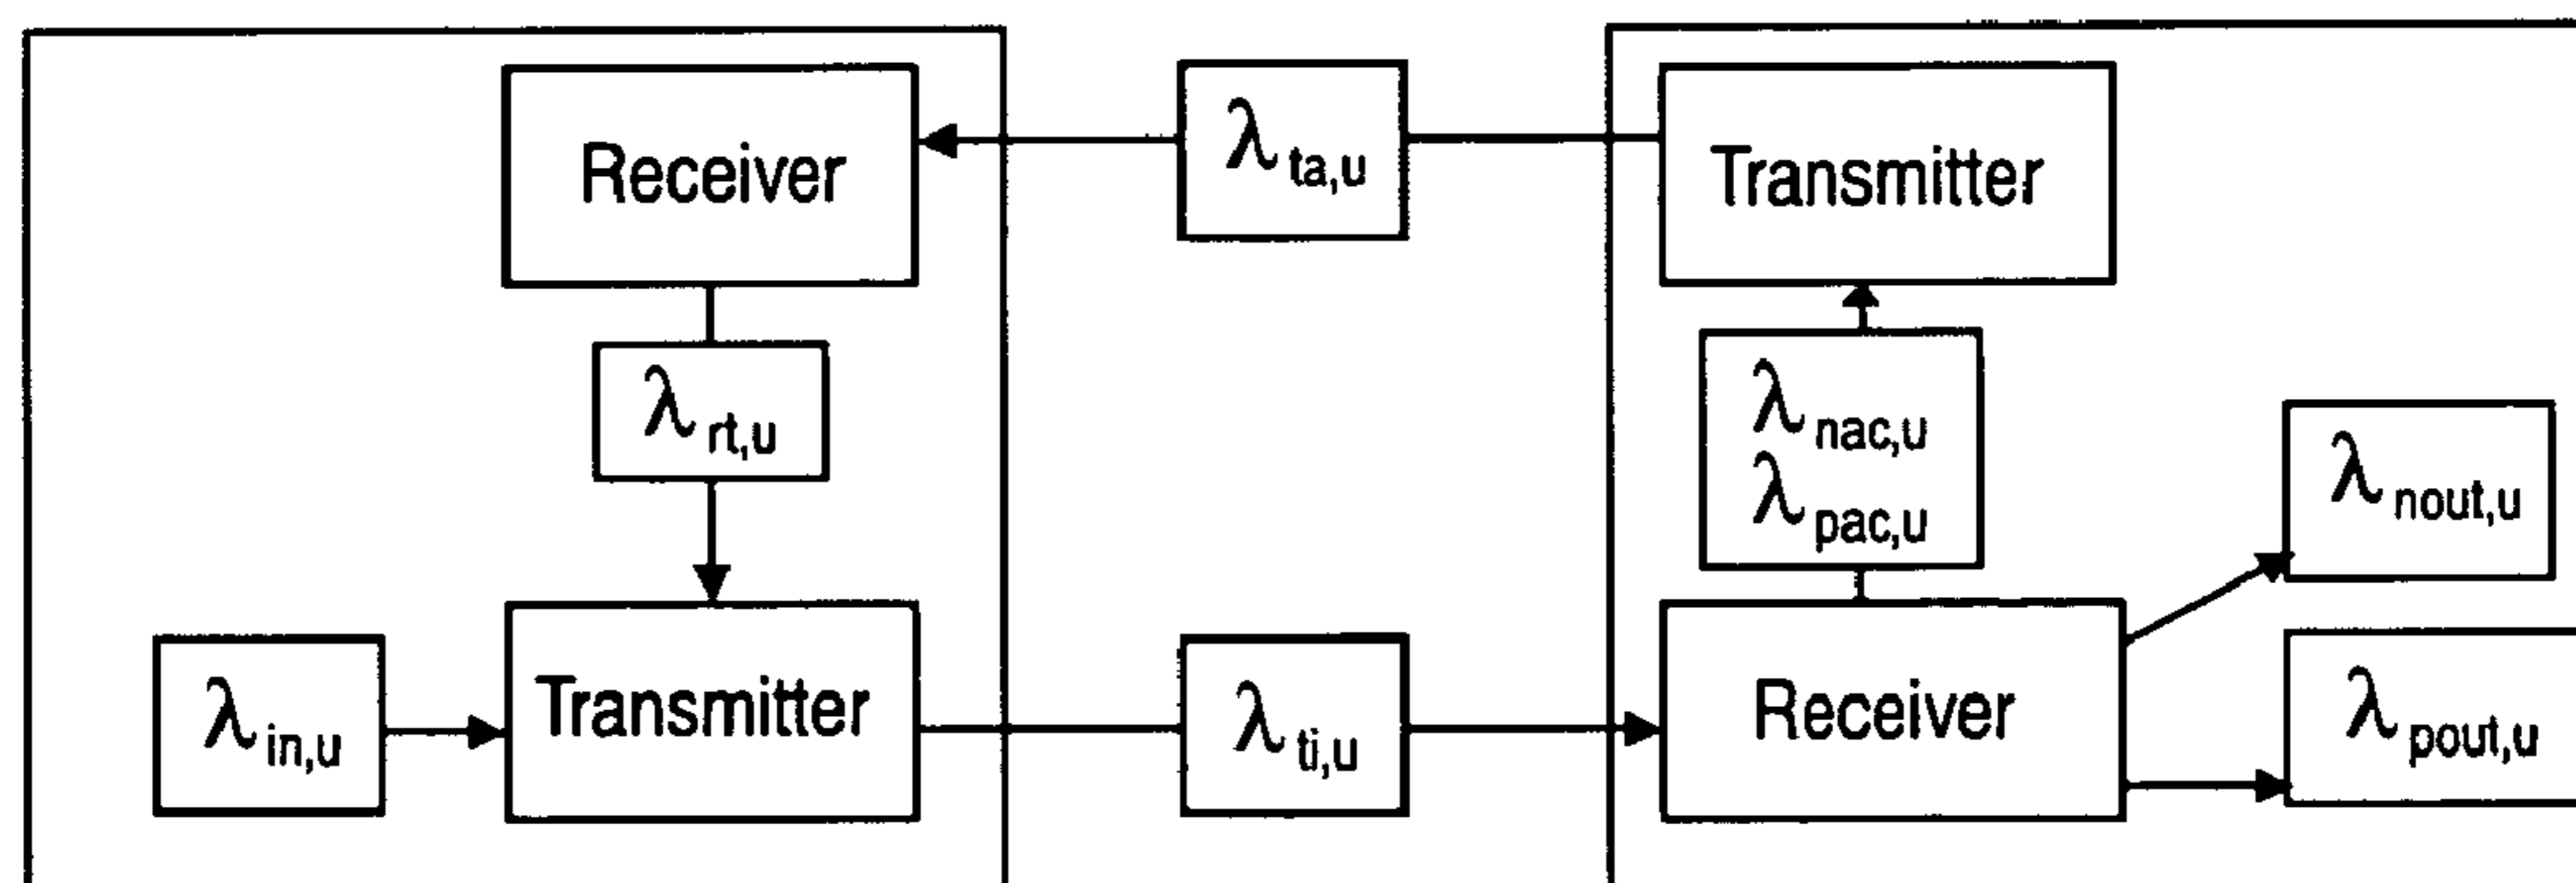 Receiver
λ ta,u
Transmitter
λ rt,u
λ nac,u
λ pac,u
λ nout,u
λ in,u
Transmitter
λ ti,u
Receiver
λ pout,u